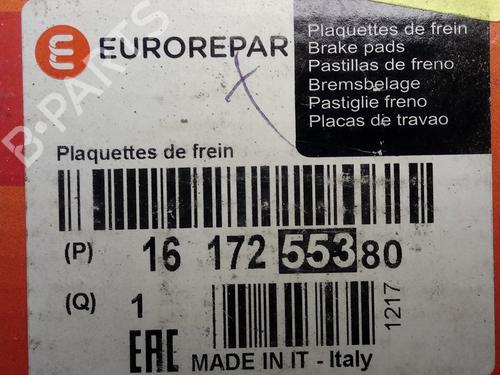 EUROREPAR
Plaquettes de frein
Brake pads
Pastillas de freno
Bremsbelage
Pastiglie freno
Placas de travao
Plaquettes de frein
(P) 16 172 553 80
(Q) 1
1217
EAC MADE IN IT - Italy
B-PARTS